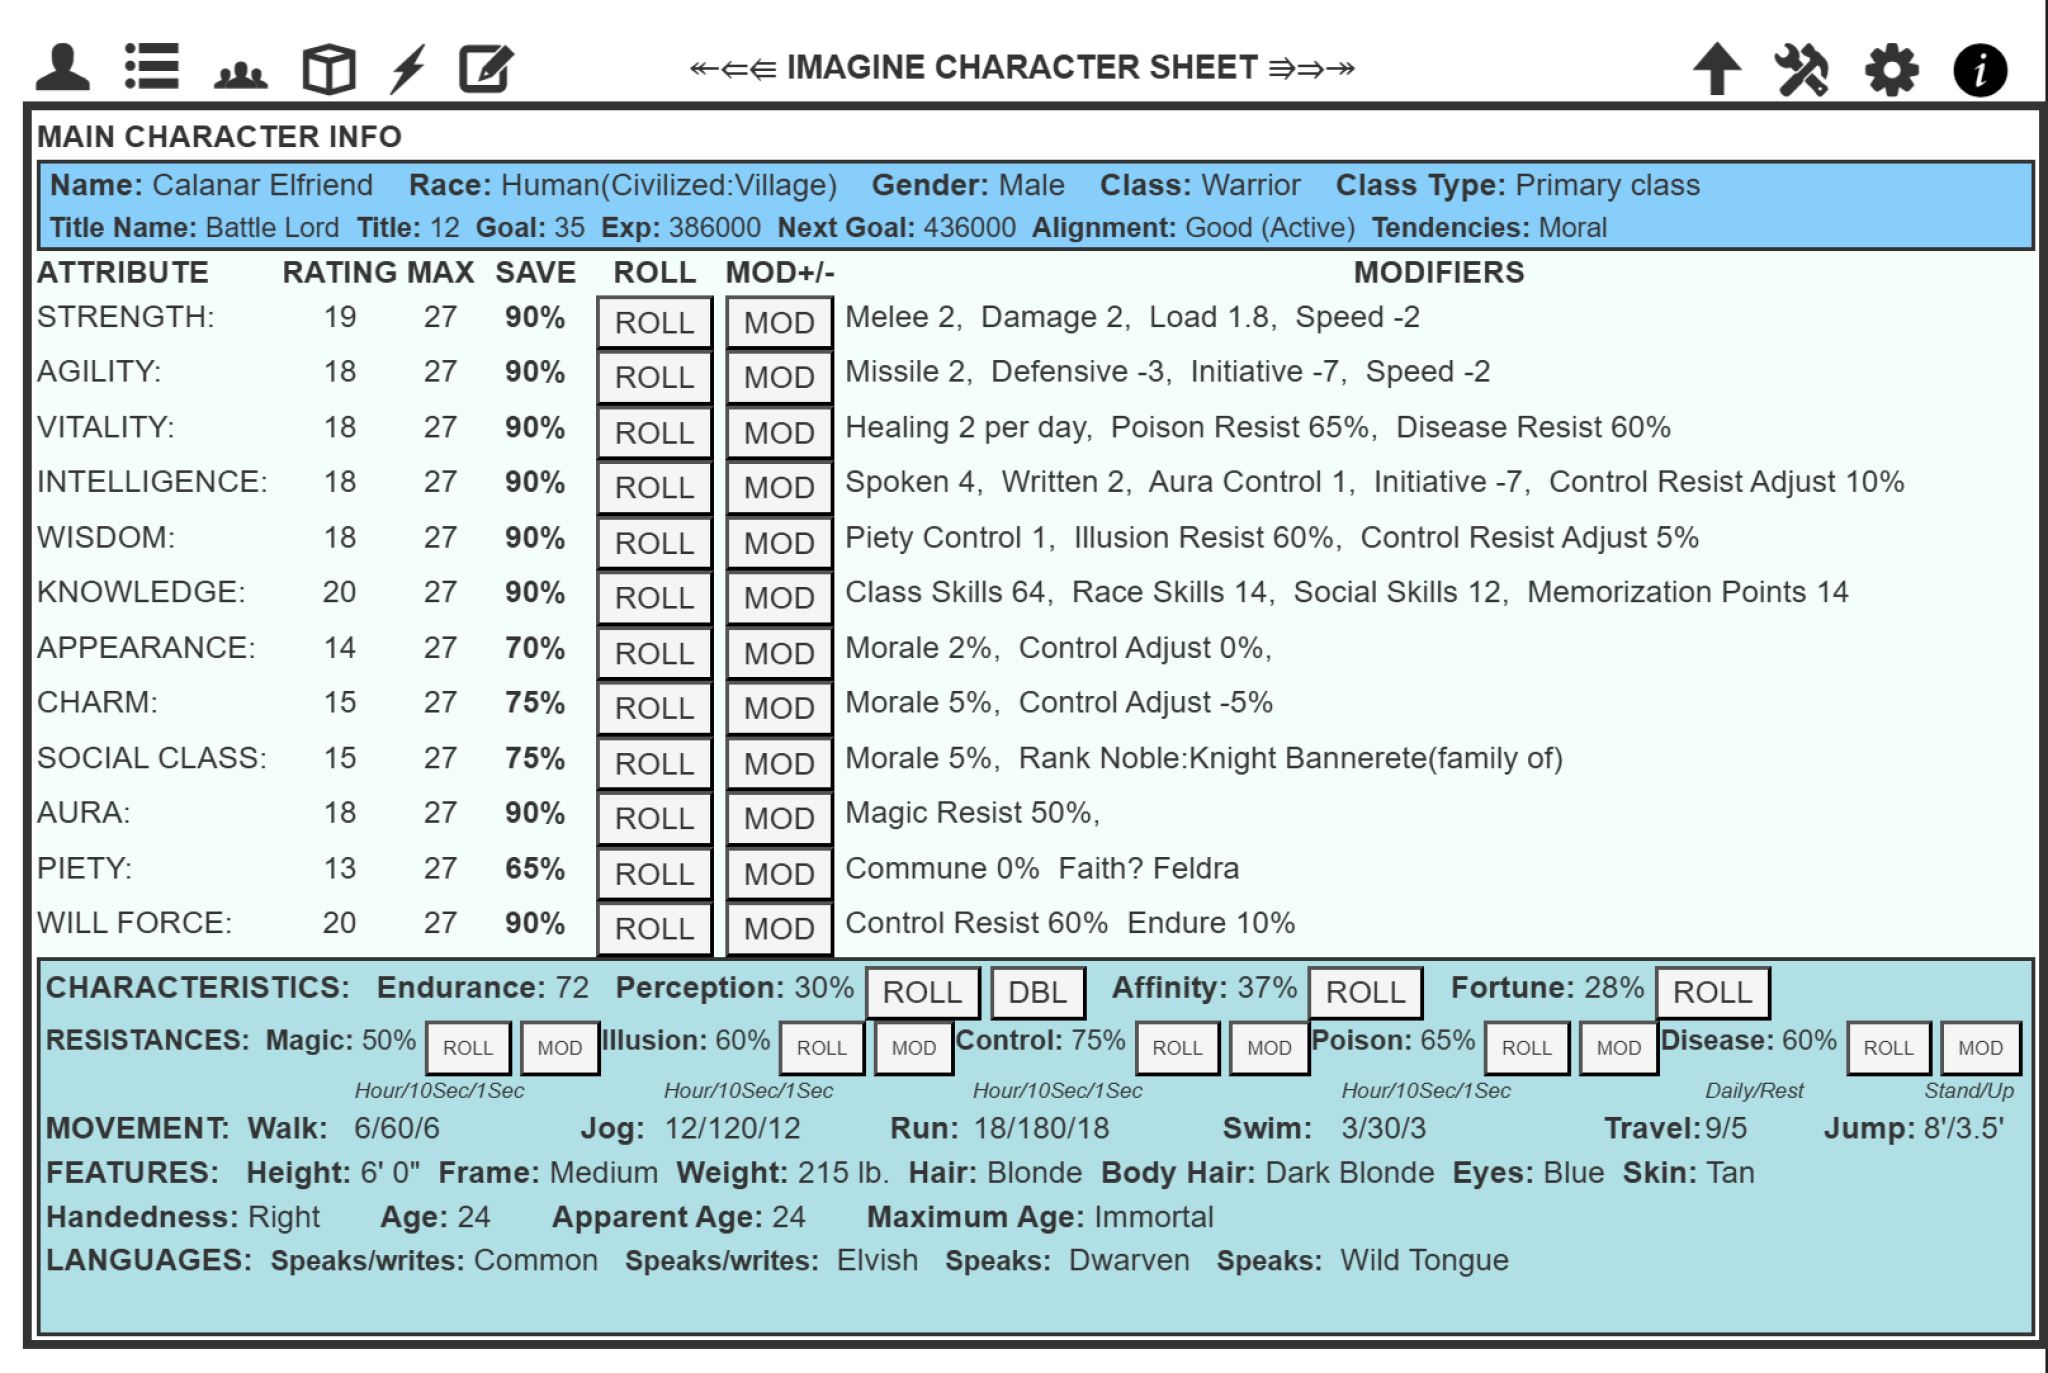 ↞⇐⋸ IMAGINE CHARACTER SHEET ⭆⇒↠
MAIN CHARACTER INFO
Name: Calanar Elfriend Race: Human(Civilized:Village) Gender: Male Class: Warrior Class Type: Primary class
Title Name: Battle Lord Title: 12 Goal: 35 Exp: 386000 Next Goal: 436000 Alignment: Good (Active) Tendencies: Moral
ATTRIBUTE RATING MAX SAVE ROLL MOD+/- MODIFIERS
STRENGTH: 19 27 90% ROLL MOD Melee 2, Damage 2, Load 1.8, Speed -2
AGILITY: 18 27 90% ROLL MOD Missile 2, Defensive -3, Initiative -7, Speed -2
VITALITY: 18 27 90% ROLL MOD Healing 2 per day, Poison Resist 65%, Disease Resist 60%
INTELLIGENCE: 18 27 90% ROLL MOD Spoken 4, Written 2, Aura Control 1, Initiative -7, Control Resist Adjust 10%
WISDOM: 18 27 90% ROLL MOD Piety Control 1, Illusion Resist 60%, Control Resist Adjust 5%
KNOWLEDGE: 20 27 90% ROLL MOD Class Skills 64, Race Skills 14, Social Skills 12, Memorization Points 14
APPEARANCE: 14 27 70% ROLL MOD Morale 2%, Control Adjust 0%,
CHARM: 15 27 75% ROLL MOD Morale 5%, Control Adjust -5%
SOCIAL CLASS: 15 27 75% ROLL MOD Morale 5%, Rank Noble:Knight Bannerete(family of)
AURA: 18 27 90% ROLL MOD Magic Resist 50%,
PIETY: 13 27 65% ROLL MOD Commune 0% Faith? Feldra
WILL FORCE: 20 27 90% ROLL MOD Control Resist 60% Endure 10%
CHARACTERISTICS: Endurance: 72 Perception: 30% ROLL DBL Affinity: 37% ROLL Fortune: 28% ROLL
RESISTANCES: Magic: 50% ROLL MOD Illusion: 60% ROLL MOD Control: 75% ROLL MOD Poison: 65% ROLL MOD Disease: 60% ROLL MOD
Hour/10Sec/1Sec Hour/10Sec/1Sec Hour/10Sec/1Sec Hour/10Sec/1Sec Daily/Rest Stand/Up
MOVEMENT: Walk: 6/60/6 Jog: 12/120/12 Run: 18/180/18 Swim: 3/30/3 Travel: 9/5 Jump: 8'/3.5'
FEATURES: Height: 6' 0" Frame: Medium Weight: 215 lb. Hair: Blonde Body Hair: Dark Blonde Eyes: Blue Skin: Tan
Handedness: Right Age: 24 Apparent Age: 24 Maximum Age: Immortal
LANGUAGES: Speaks/writes: Common Speaks/writes: Elvish Speaks: Dwarven Speaks: Wild Tongue